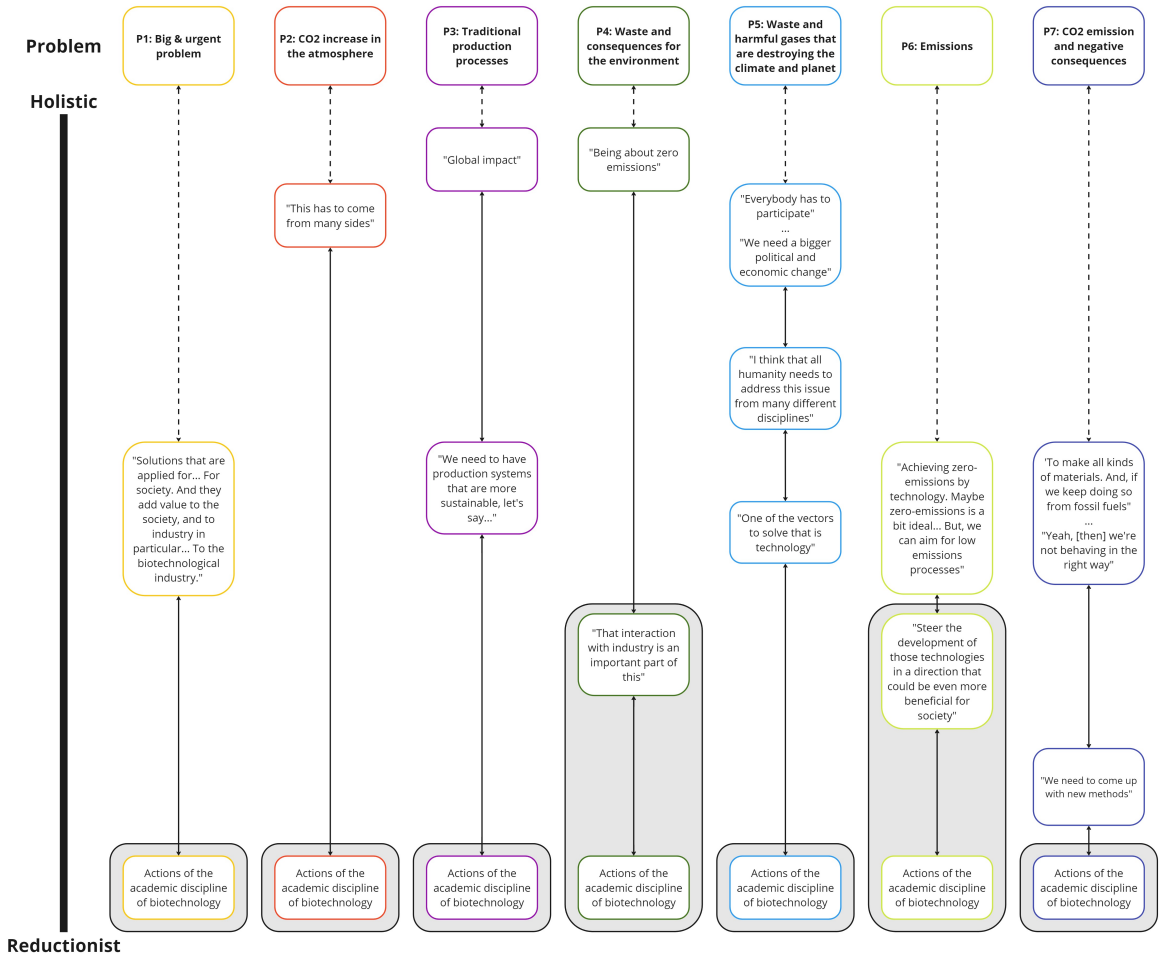 Problem
P1: Big & urgent
problem
P2: CO2 increase in
the atmosphere
P3: Traditional
production
processes
P4: Waste and
consequences for
the environment
P5: Waste and
harmful gases that
are destroying the
climate and planet
P6: Emissions
P7: CO2 emission
and negative
consequences
Holistic
"Global impact"
"Being about zero
emissions"
"This has to come
from many sides"
"Everybody has to
participate"
...
"We need a bigger
political and
economic change"
"I think that all
humanity needs to
address this issue
from many different
disciplines"
"Solutions that are
applied for... For
society. And they
add value to the
society, and to
industry in
particular... To the
biotechnological
industry."
"We need to have
production systems
that are more
sustainable, let's
say..."
"One of the vectors
to solve that is
technology"
"Achieving zero-
emissions by
technology. Maybe
zero-emissions is a
bit ideal... But, we
can aim for low
emissions
processes"
'To make all kinds
of materials. And, if
we keep doing so
from fossil fuels"
...
"Yeah, [then] we're
not behaving in the
right way"
"That interaction
with industry is an
important part of
this"
"Steer the
development of
those technologies
in a direction that
could be even more
beneficial for
society"
"We need to come up
with new methods"
Actions of the
academic discipline
of biotechnology
Actions of the
academic discipline
of biotechnology
Actions of the
academic discipline
of biotechnology
Actions of the
academic discipline
of biotechnology
Actions of the
academic discipline
of biotechnology
Actions of the
academic discipline
of biotechnology
Actions of the
academic discipline
of biotechnology
Reductionist